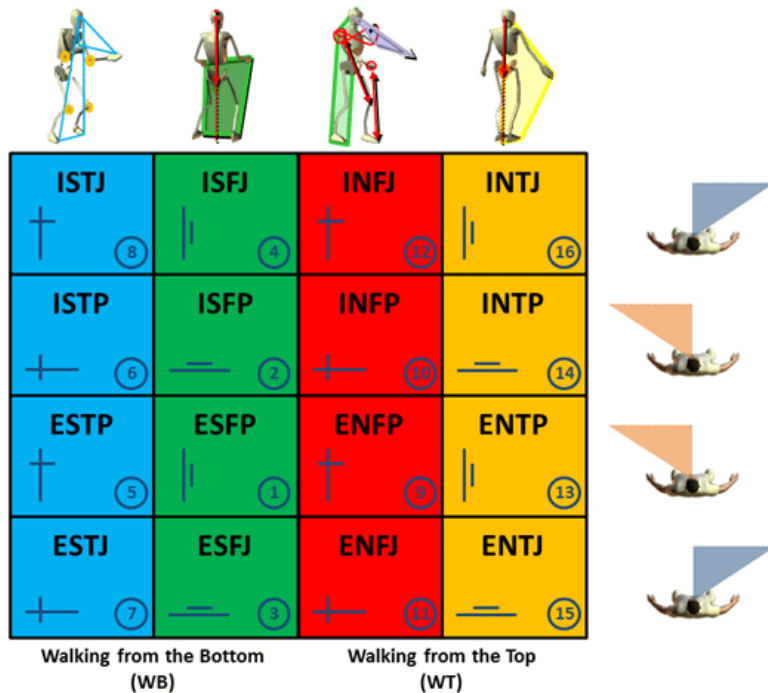 ISTJ ISFJ INFJ INTJ
8 4 12 16
ISTP ISFP INFP INTP
6 2 10 14
ESTP ESFP ENFP ENTP
5 1 9 13
ESTJ ESFJ ENFJ ENTJ
7 3 11 15
Walking from the Bottom Walking from the Top
(WB) (WT)